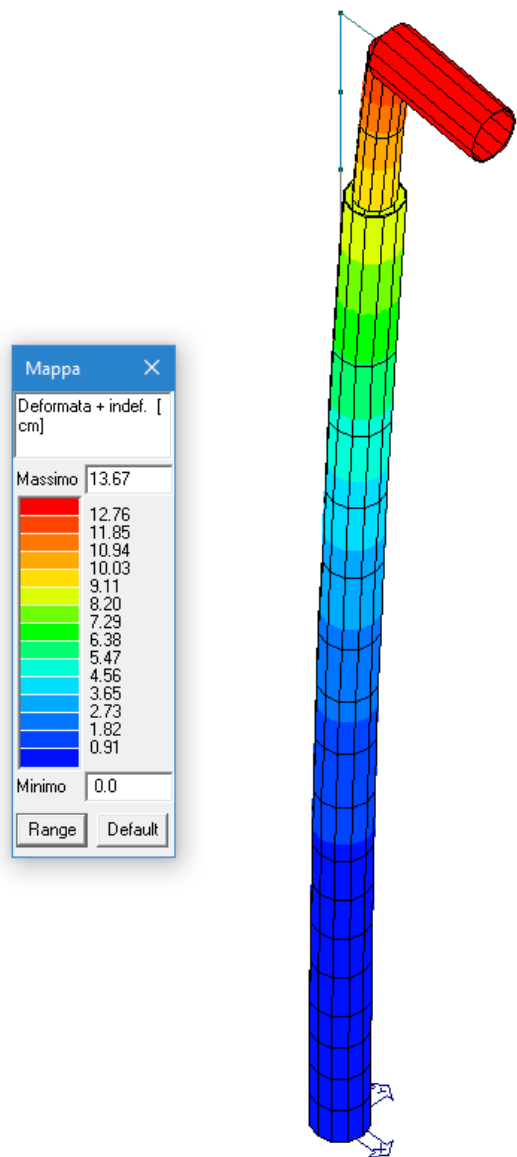 Mappa
Deformata + indef. [
cm]
Massimo 13.67
12.76
11.85
10.94
10.03
9.11
8.20
7.29
6.38
5.47
4.56
3.65
2.73
1.82
0.91
Minimo 0.0
Range Default